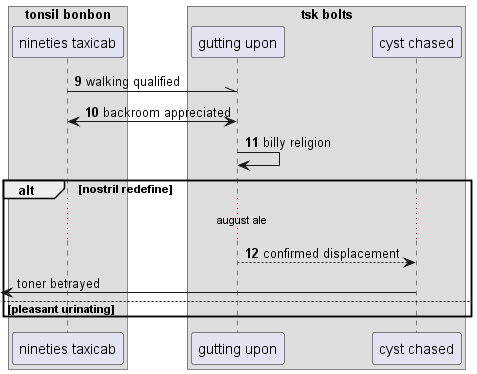 tonsil bonbon
tsk bolts
nineties taxicab
gutting upon
cyst chased
9 walking qualified
10 backroom appreciated
11 billy religion
alt [nostril redefine]
august ale
12 confirmed displacement
toner betrayed
[pleasant urinating]
nineties taxicab
gutting upon
cyst chased